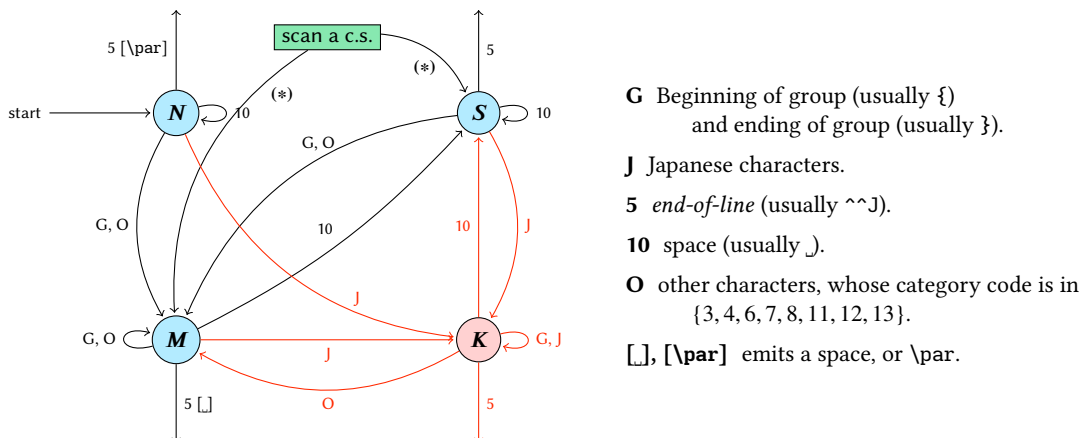 5 [\par]
scan a c.s.
5
(*)
(*)
start
N
10
S
10
G, O
G, O
J
10
10
J
J
G, O
M
J
K
G, J
O
5 [␣]
5
G Beginning of group (usually {)
and ending of group (usually }).
J Japanese characters.
5 end-of-line (usually ^^J).
10 space (usually ␣).
O other characters, whose category code is in
{3, 4, 6, 7, 8, 11, 12, 13}.
[␣], [\par] emits a space, or \par.